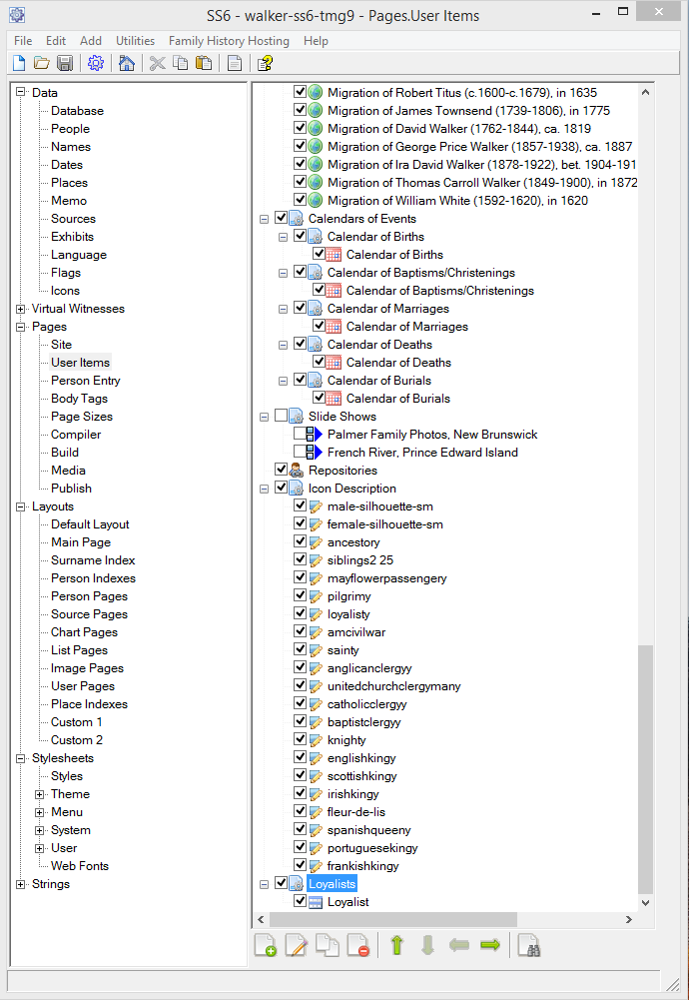 SS6 - walker-ss6-tmg9 - Pages.User Items
File Edit Add Utilities Family History Hosting Help
Data
Database
People
Names
Dates
Places
Memo
Sources
Exhibits
Language
Flags
Icons
Virtual Witnesses
Pages
Site
User Items
Person Entry
Body Tags
Page Sizes
Compiler
Build
Media
Publish
Layouts
Default Layout
Main Page
Surname Index
Person Indexes
Person Pages
Source Pages
Chart Pages
List Pages
Image Pages
User Pages
Place Indexes
Custom 1
Custom 2
Stylesheets
Styles
Theme
Menu
System
User
Web Fonts
Strings
Migration of Robert Titus (c.1600-c.1679), in 1635
Migration of James Townsend (1739-1806), in 1775
Migration of David Walker (1762-1844), ca. 1819
Migration of George Price Walker (1857-1938), ca. 1887
Migration of Ira David Walker (1878-1922), bet. 1904-191
Migration of Thomas Carroll Walker (1849-1900), in 1872
Migration of William White (1592-1620), in 1620
Calendars of Events
Calendar of Births
Calendar of Births
Calendar of Baptisms/Christenings
Calendar of Baptisms/Christenings
Calendar of Marriages
Calendar of Marriages
Calendar of Deaths
Calendar of Deaths
Calendar of Burials
Calendar of Burials
Slide Shows
Palmer Family Photos, New Brunswick
French River, Prince Edward Island
Repositories
Icon Description
male-silhouette-sm
female-silhouette-sm
ancestory
siblings2 25
mayflowerpassengery
pilgrimy
loyalisty
amcivilwar
sainty
anglicanclergyy
unitedchurchclergymany
catholicclergyy
baptistclergyy
knighty
englishkingy
scottishkingy
irishkingy
fleur-de-lis
spanishqueeny
portuguesekingy
frankishkingy
Loyalists
Loyalist